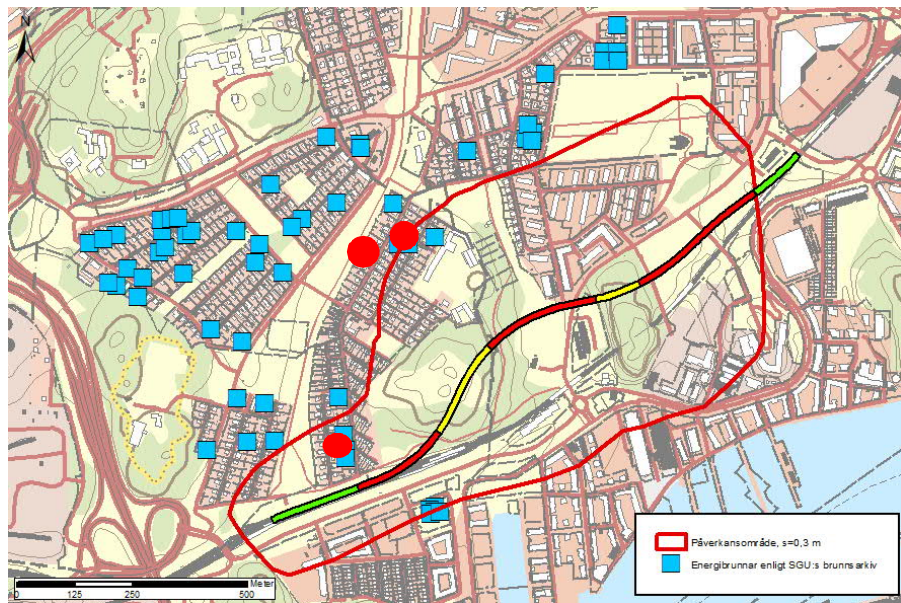 N
Meter
0 125 250 500
Påverkansområde, s=0,3 m
Energibrunnar enligt SGU:s brunnsarkiv